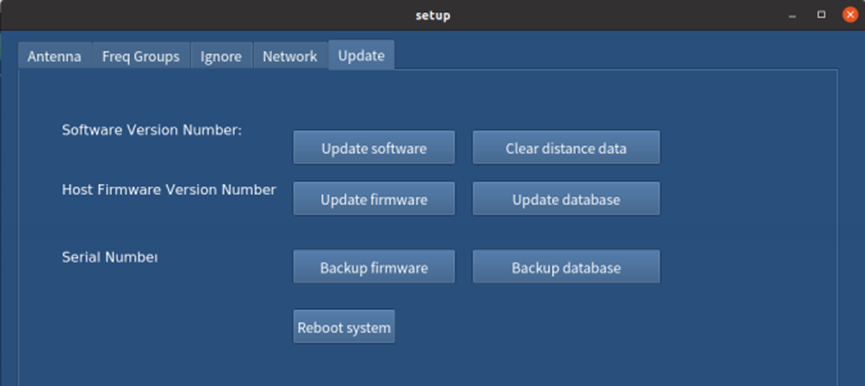 setup
Antenna Freq Groups Ignore Network Update
Software Version Number:
Update software Clear distance data
Host Firmware Version Number
Update firmware Update database
Serial Number
Backup firmware Backup database
Reboot system